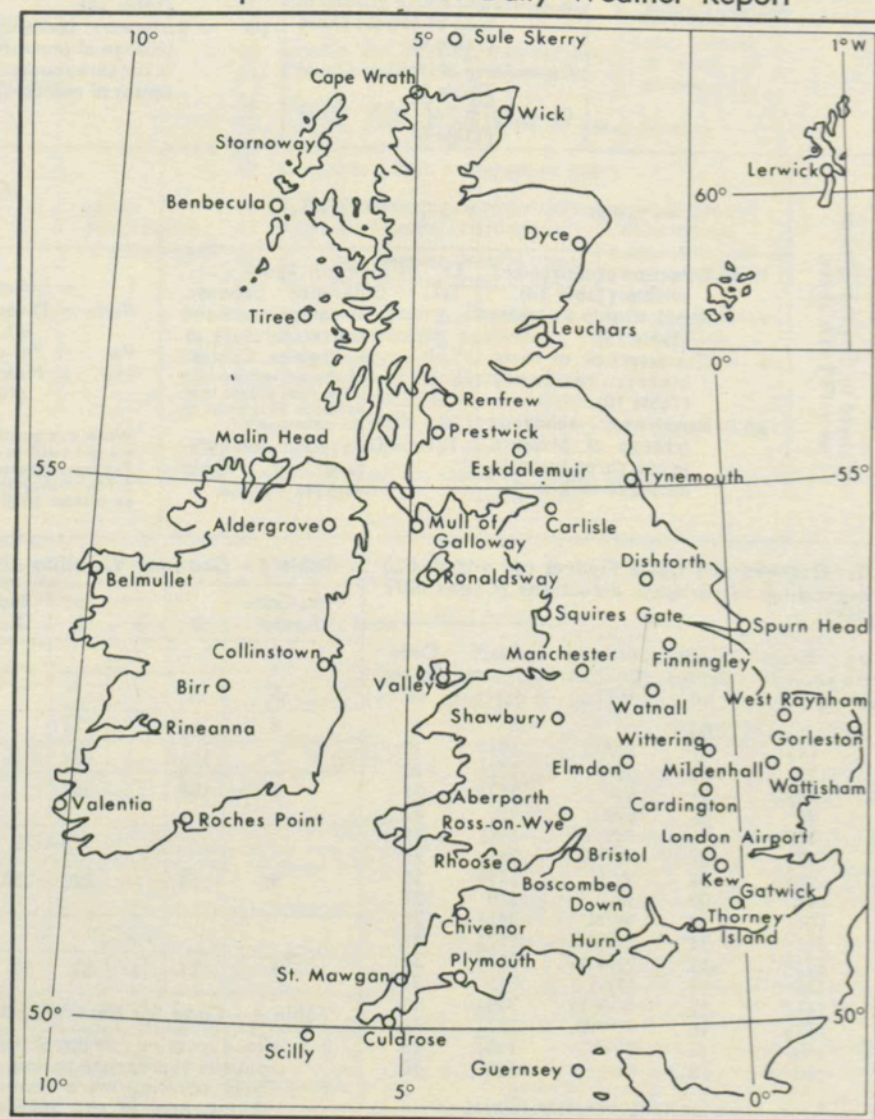 Daily Weather Report
10°
5°
Sule Skerry
1° W
Cape Wrath
Wick
Stornoway
Lerwick
Benbecula
60°
Dyce
Tiree
Leuchars
0°
Renfrew
Malin Head
Prestwick
55°
Eskdalemuir
Tynemouth
55°
Aldergrove
Mull of
Galloway
Carlisle
Belmullet
Ronaldsway
Dishforth
Squires Gate
Spurn Head
Collinstown
Manchester
Finningley
Birr
Valley
Watnall
West Raynham
Rineanna
Shawbury
Wittering
Gorleston
Elmdon
Mildenhall
Wattisham
Valentia
Aberporth
Cardington
Roches Point
Ross-on-Wye
London Airport
Rhoose
Bristol
Kew
Boscombe
Down
Gatwick
Chivenor
Thorney
Island
Hurn
St. Mawgan
Plymouth
50°
50°
Scilly
Culdrose
Guernsey
10°
5°
0°